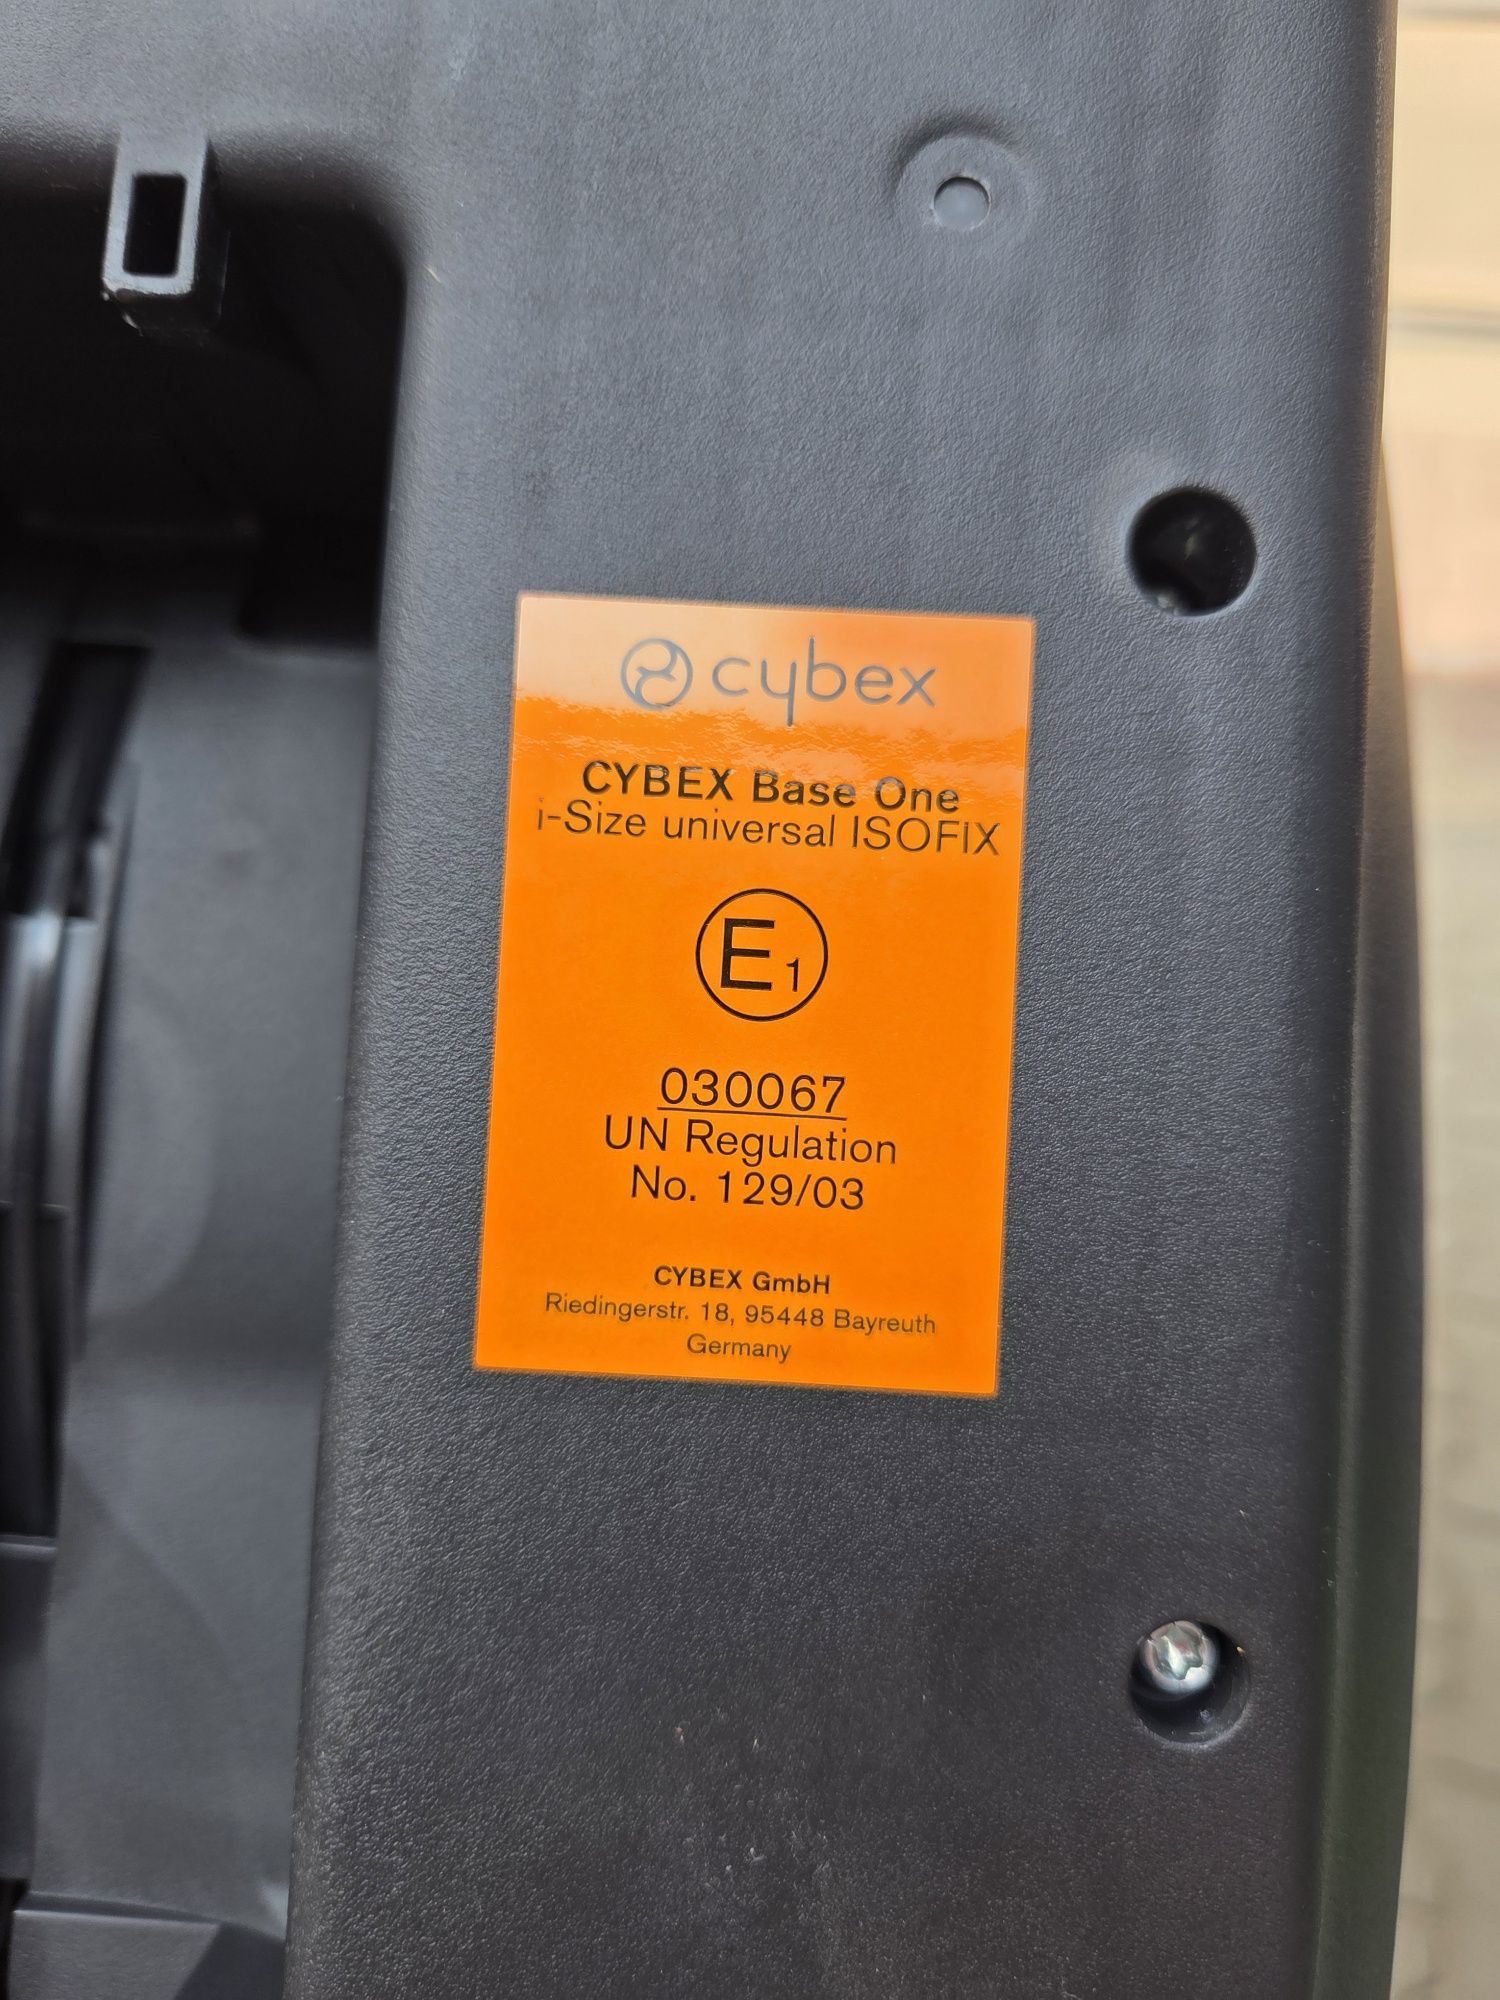 cybex
CYBEX Base One
i-Size universal ISOFIX
E1
030067
UN Regulation
No. 129/03
CYBEX GmbH
Riedingerstr. 18, 95448 Bayreuth
Germany